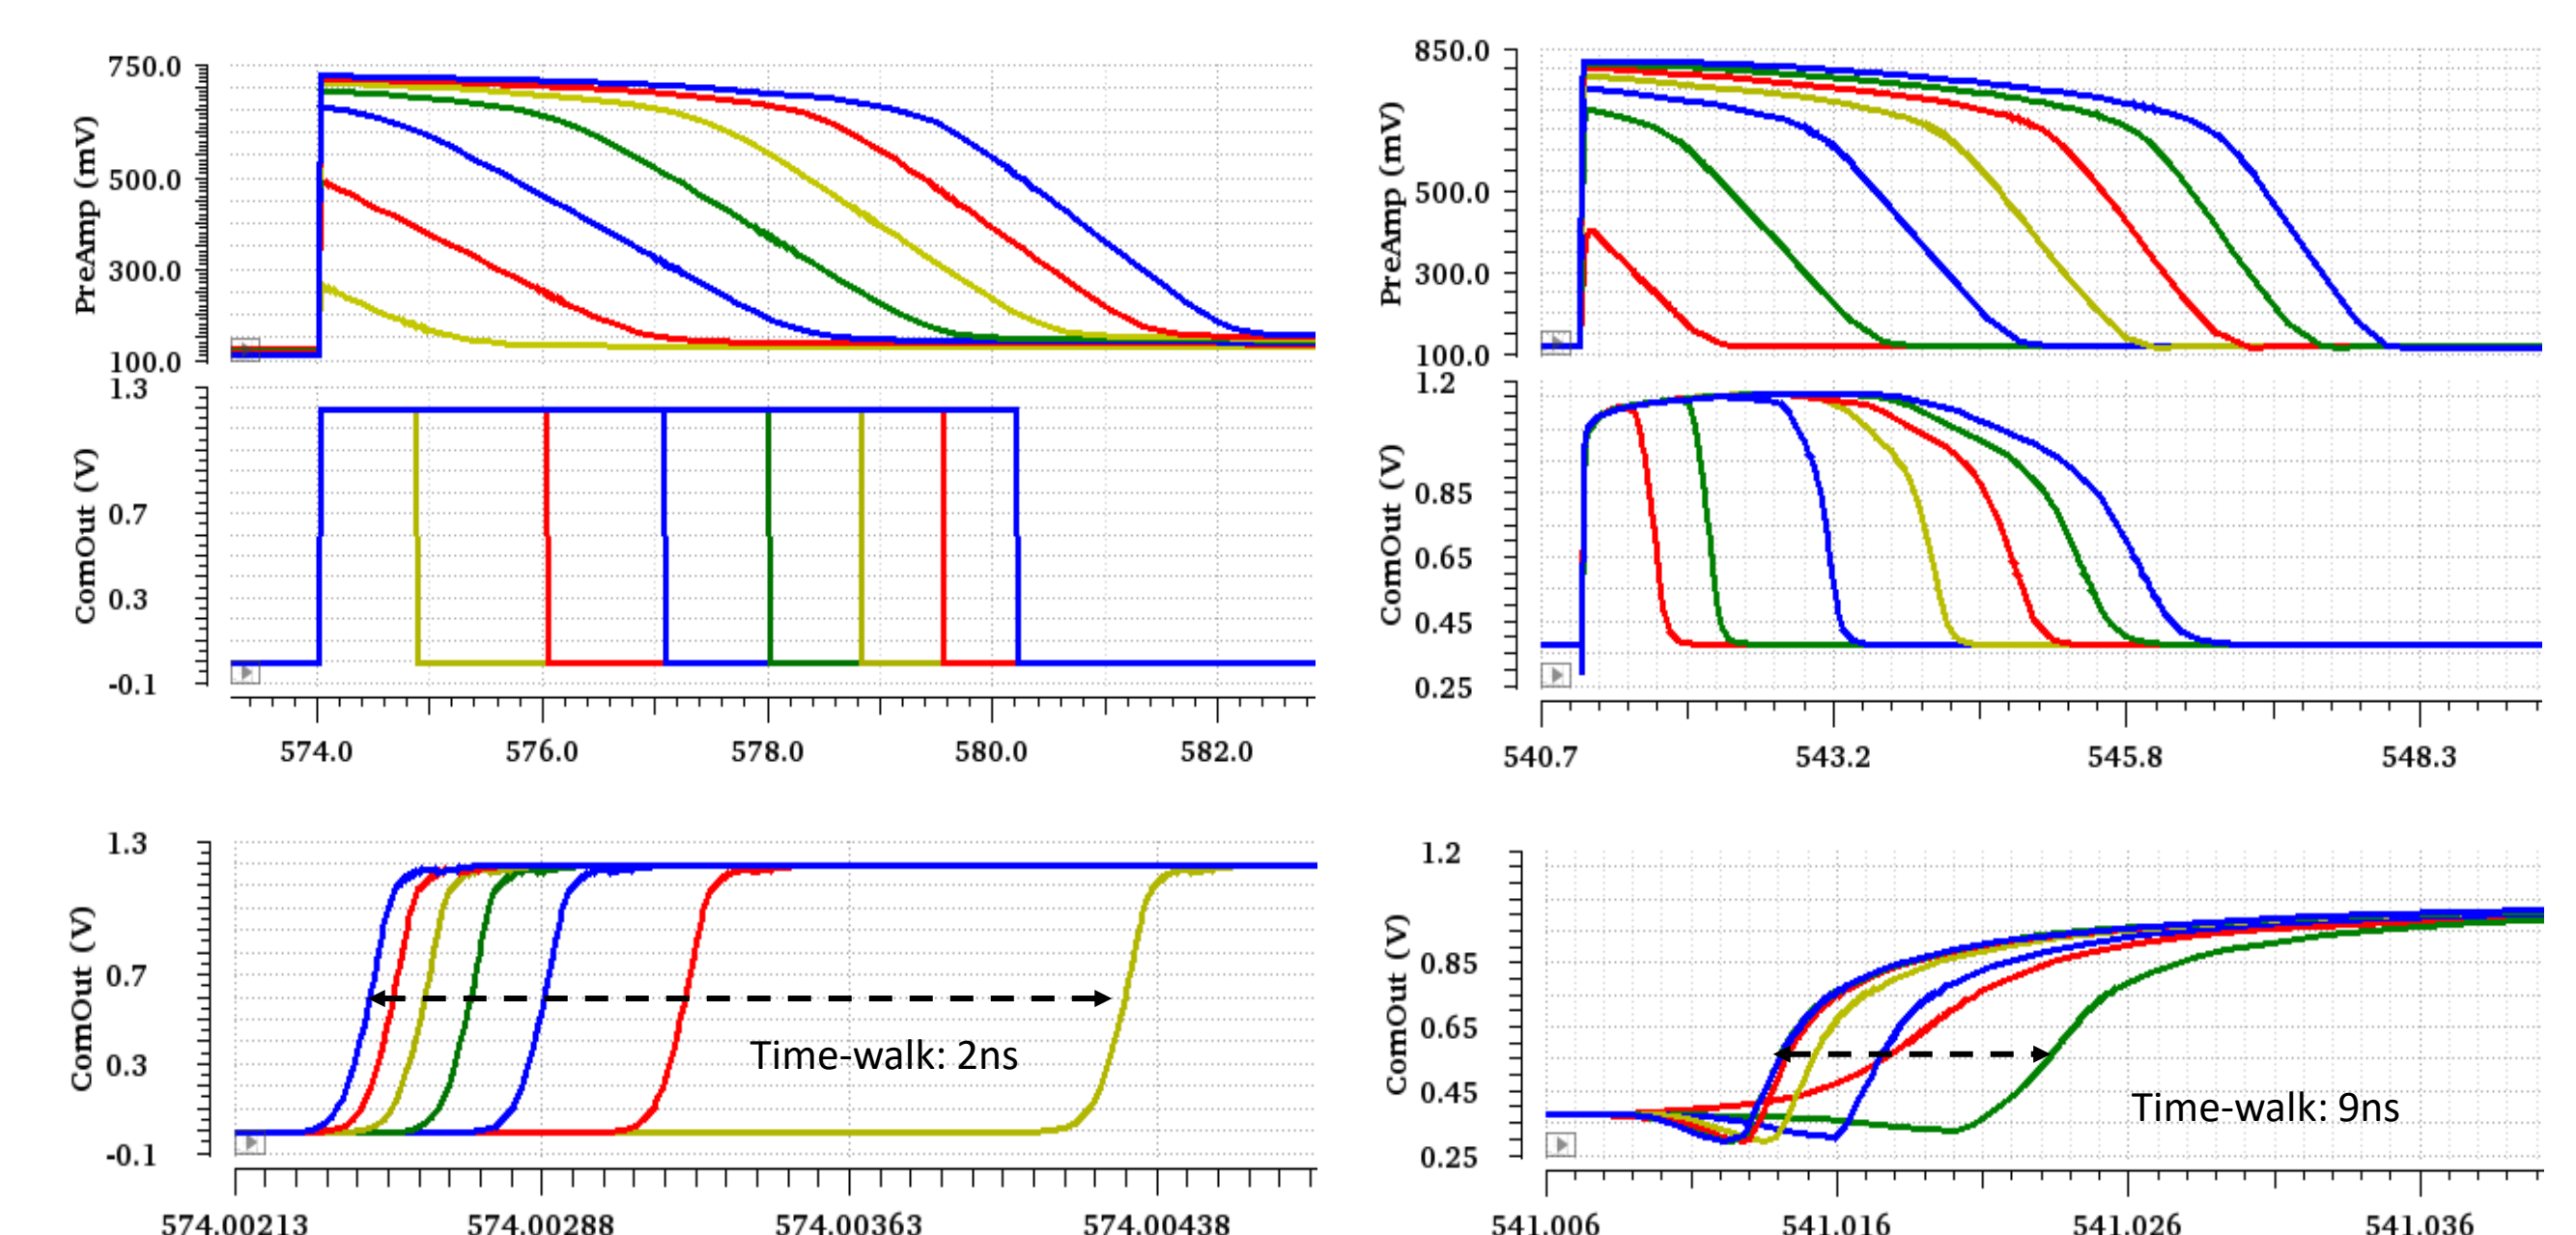 750.0
500.0
300.0
100.0
PreAmp (mV)
1.3
0.7
0.3
-0.1
ComOut (V)
574.0 576.0 578.0 580.0 582.0
850.0
500.0
300.0
100.0
PreAmp (mV)
1.2
0.85
0.65
0.45
0.25
ComOut (V)
540.7 543.2 545.8 548.3
1.3
0.7
0.3
-0.1
ComOut (V)
Time-walk: 2ns
574.00213 574.00288 574.00363 574.00438
1.2
0.85
0.65
0.45
0.25
ComOut (V)
Time-walk: 9ns
541.006 541.016 541.026 541.036